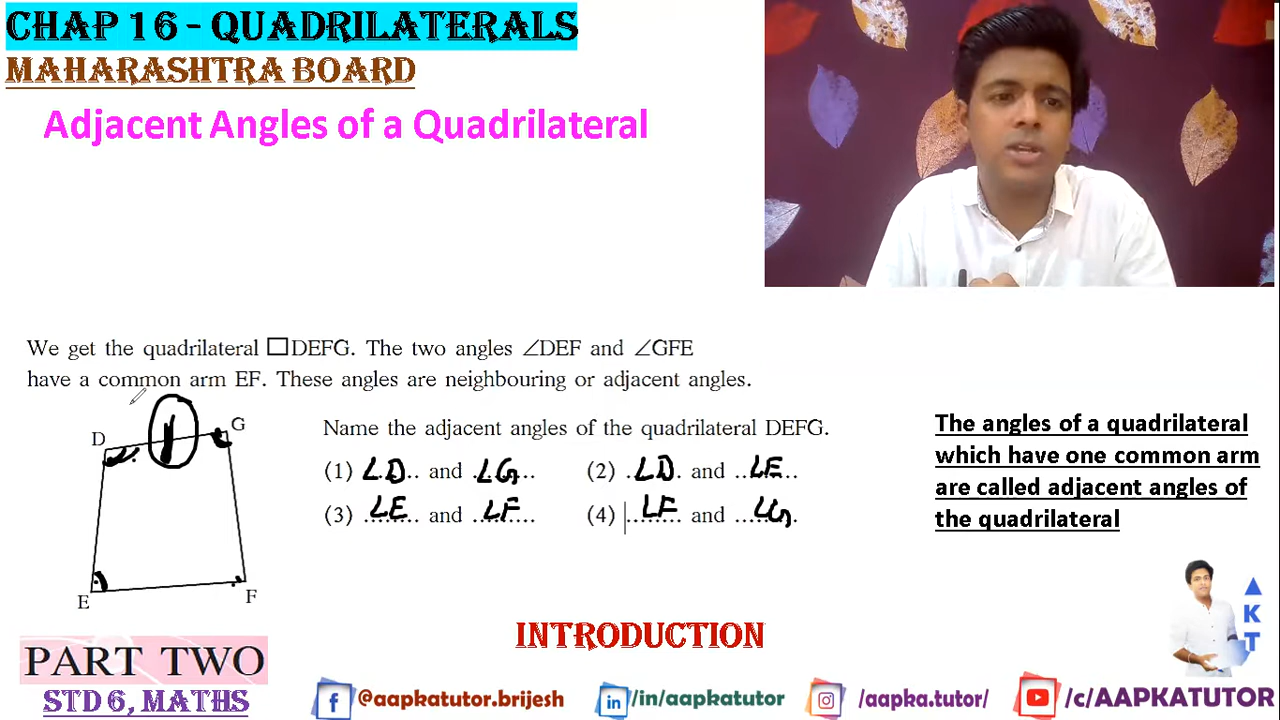 CHAP 16 - QUADRILATERALS
MAHARASHTRA BOARD
Adjacent Angles of a Quadrilateral
We get the quadrilateral □DEFG. The two angles ∠DEF and ∠GFE
have a common arm EF. These angles are neighbouring or adjacent angles.
D
G
E
F
Name the adjacent angles of the quadrilateral DEFG.
(1) ∠D and ∠G (2) ∠D and ∠E
(3) ∠E and ∠F (4) ∠F and ∠G
The angles of a quadrilateral
which have one common arm
are called adjacent angles of
the quadrilateral
AKT
INTRODUCTION
PART TWO
STD 6, MATHS
@aapkatutor.brijesh
/in/aapkatutor
/aapka.tutor/
/c/AAPKATUTOR